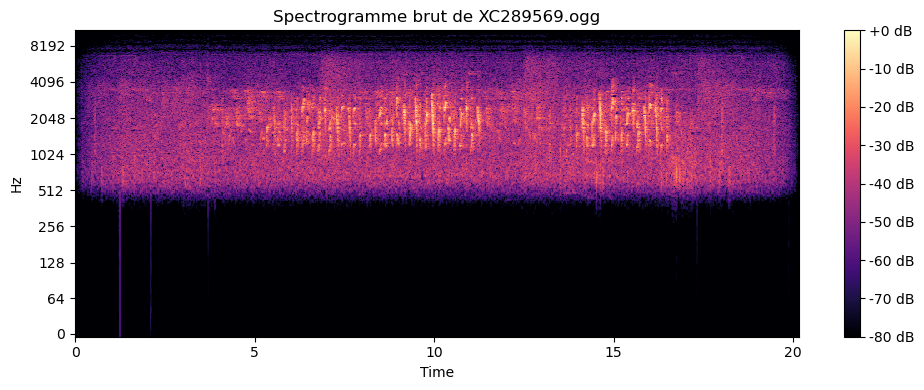 Spectrogramme brut de XC289569.ogg
8192
4096
2048
1024
512
256
128
64
0
Hz
0
5
10
15
20
Time
+0 dB
-10 dB
-20 dB
-30 dB
-40 dB
-50 dB
-60 dB
-70 dB
-80 dB